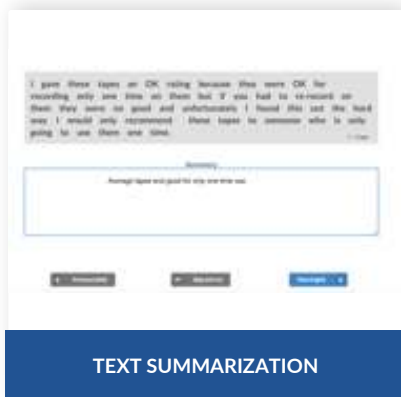 I gave these tapes an OK rating because they were OK for
recording only one time on them but if you had to re-record on
them they were no good and unfortunately I found this out the hard
way I would only recommend these tapes to someone who is only
going to use them one time.
Summary
Average tapes and good for only one time use
TEXT SUMMARIZATION